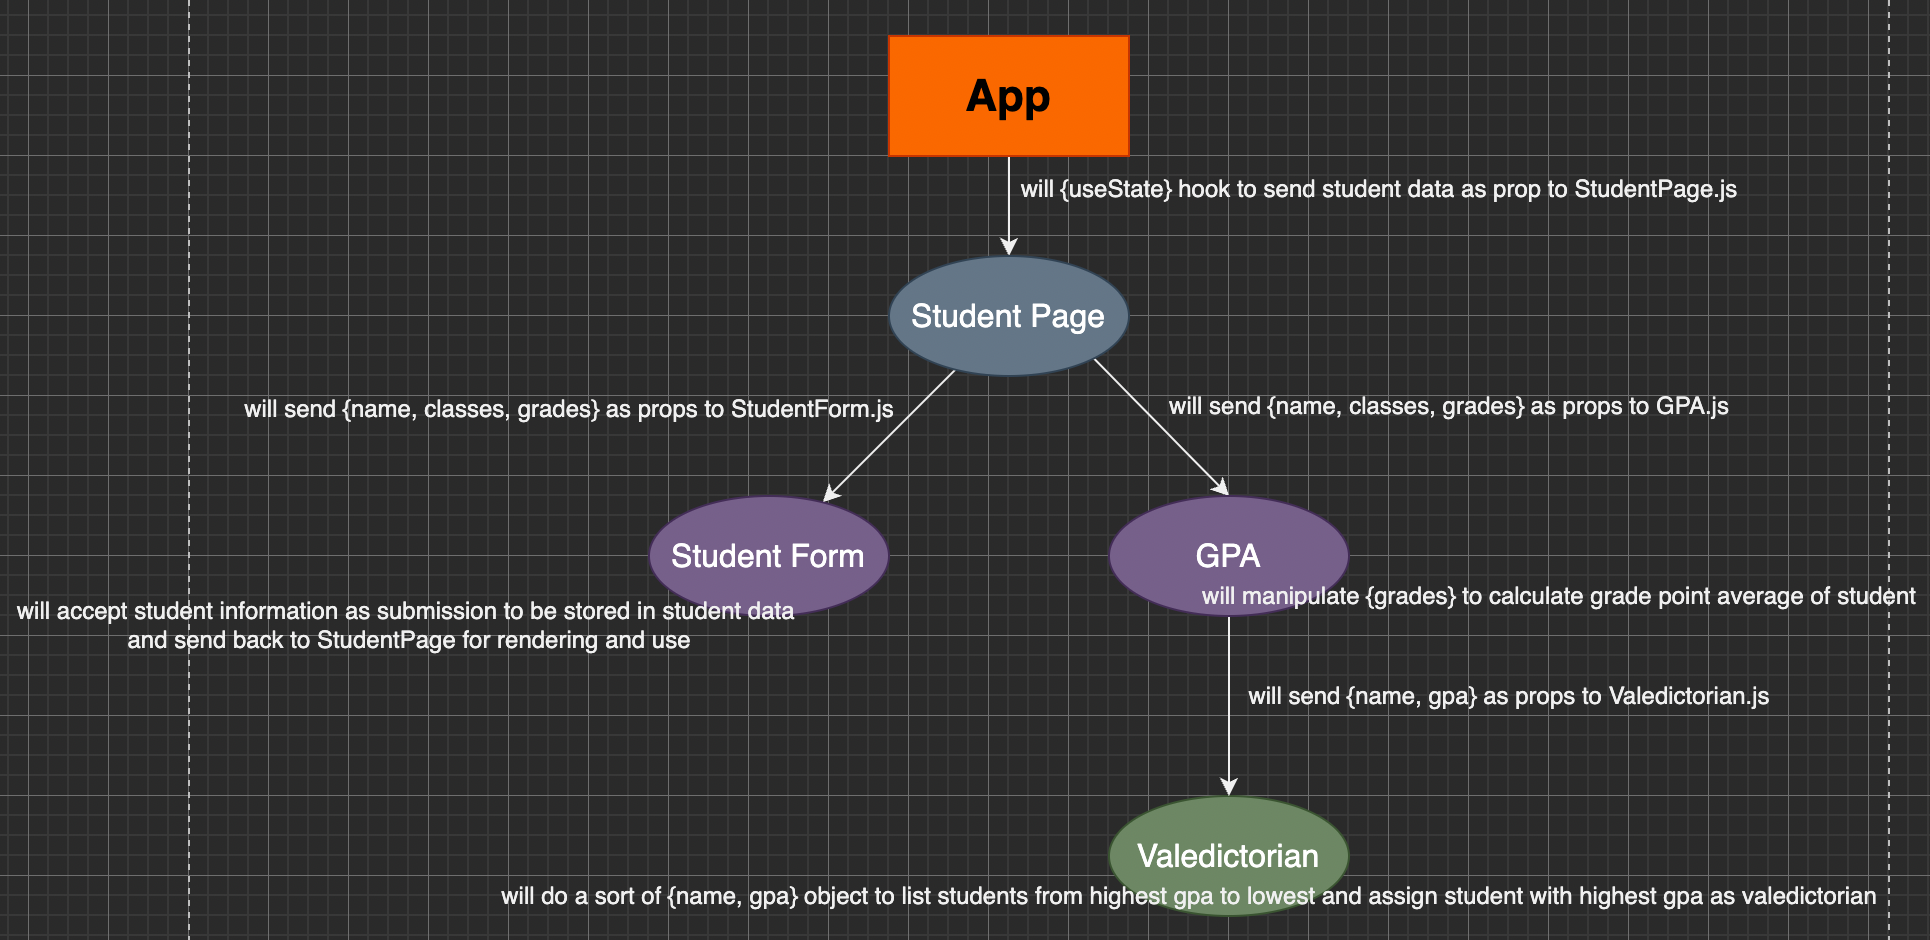 App
will {useState} hook to send student data as prop to StudentPage.js
Student Page
will send {name, classes, grades} as props to StudentForm.js
will send {name, classes, grades} as props to GPA.js
Student Form
GPA
will accept student information as submission to be stored in student data
and send back to StudentPage for rendering and use
will manipulate {grades} to calculate grade point average of student
will send {name, gpa} as props to Valedictorian.js
Valedictorian
will do a sort of {name, gpa} object to list students from highest gpa to lowest and assign student with highest gpa as valedictorian